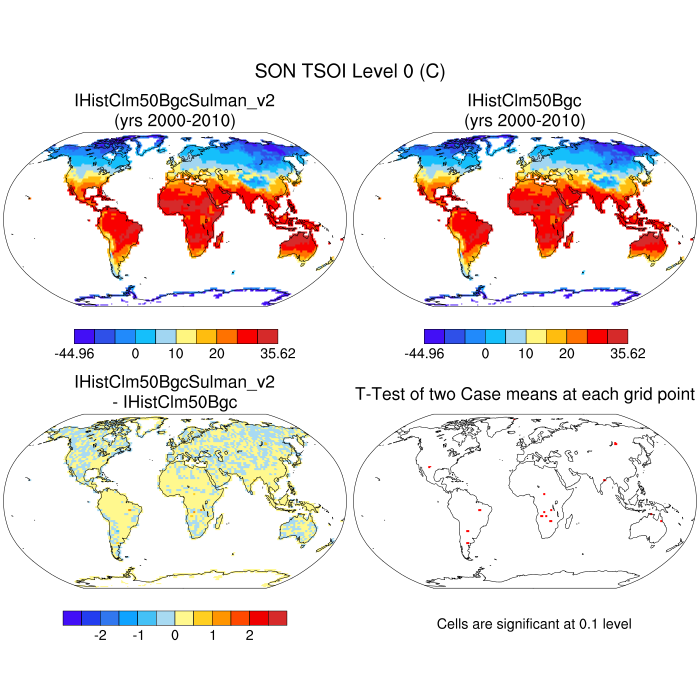 SON TSOI Level 0 (C)
IHistClm50BgcSulman_v2
(yrs 2000-2010)
IHistClm50Bgc
(yrs 2000-2010)
-44.96 0 10 20 35.62
-44.96 0 10 20 35.62
IHistClm50BgcSulman_v2
- IHistClm50Bgc
T-Test of two Case means at each grid point
-2 -1 0 1 2
Cells are significant at 0.1 level